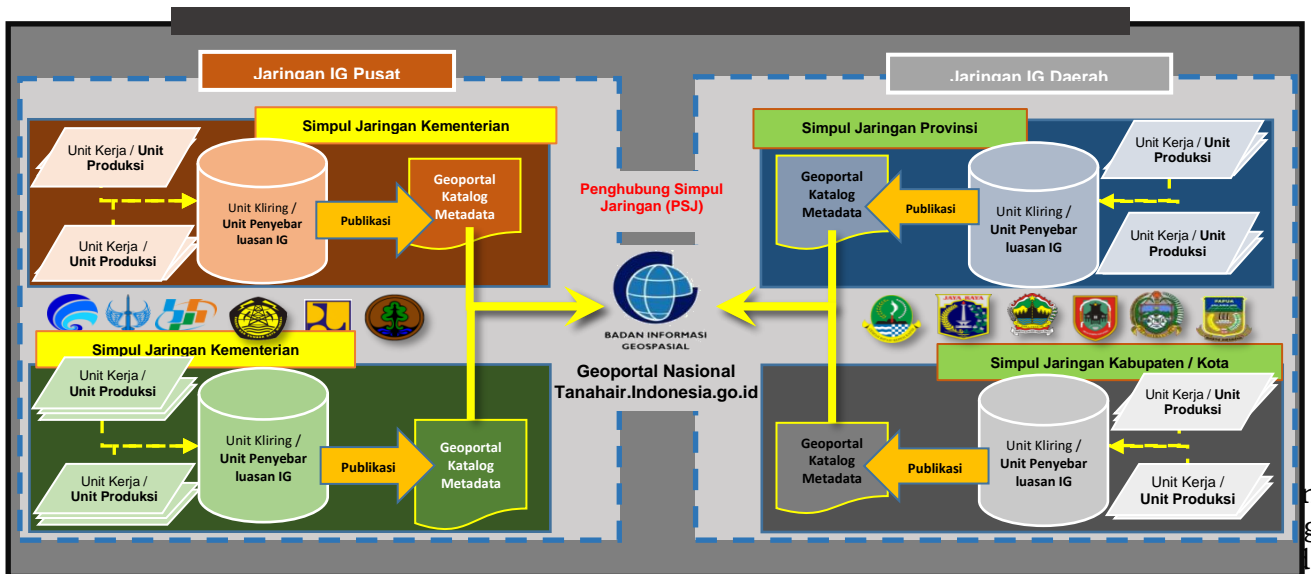 Jaringan IG Pusat
Simpul Jaringan Kementerian
Unit Kerja / Unit
Produksi
Unit Kerja /
Unit Produksi
Unit Kliring /
Unit Penyebar
luasan IG
Publikasi
Geoportal
Katalog
Metadata
Simpul Jaringan Kementerian
Unit Kerja /
Unit Produksi
Unit Kerja /
Unit Produksi
Unit Kliring /
Unit Penyebar
luasan IG
Publikasi
Geoportal
Katalog
Metadata
Penghubung Simpul
Jaringan (PSJ)
BADAN INFORMASI
GEOSPASIAL
Geoportal Nasional
Tanahair.Indonesia.go.id
Jaringan IG Daerah
Simpul Jaringan Provinsi
Geoportal
Katalog
Metadata
Publikasi
Unit Kliring /
Unit Penyebar
luasan IG
Unit Kerja / Unit
Produksi
Unit Kerja / Unit
Produksi
JAYA RAYA
PAPUA
Simpul Jaringan Kabupaten / Kota
Geoportal
Katalog
Metadata
Publikasi
Unit Kliring /
Unit Penyebar
luasan IG
Unit Kerja / Unit
Produksi
Unit Kerja /
Unit Produksi